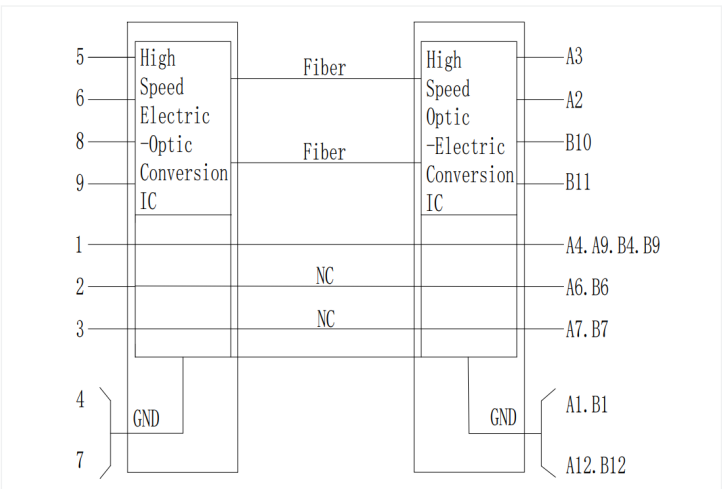 5
High
Speed
Electric
-Optic
Conversion
IC
6
8
9
Fiber
Fiber
High
Speed
Optic
-Electric
Conversion
IC
A3
A2
B10
B11
1
A4. A9. B4. B9
2
NC
A6. B6
3
NC
A7. B7
4
GND
7
GND
A1. B1
A12. B12